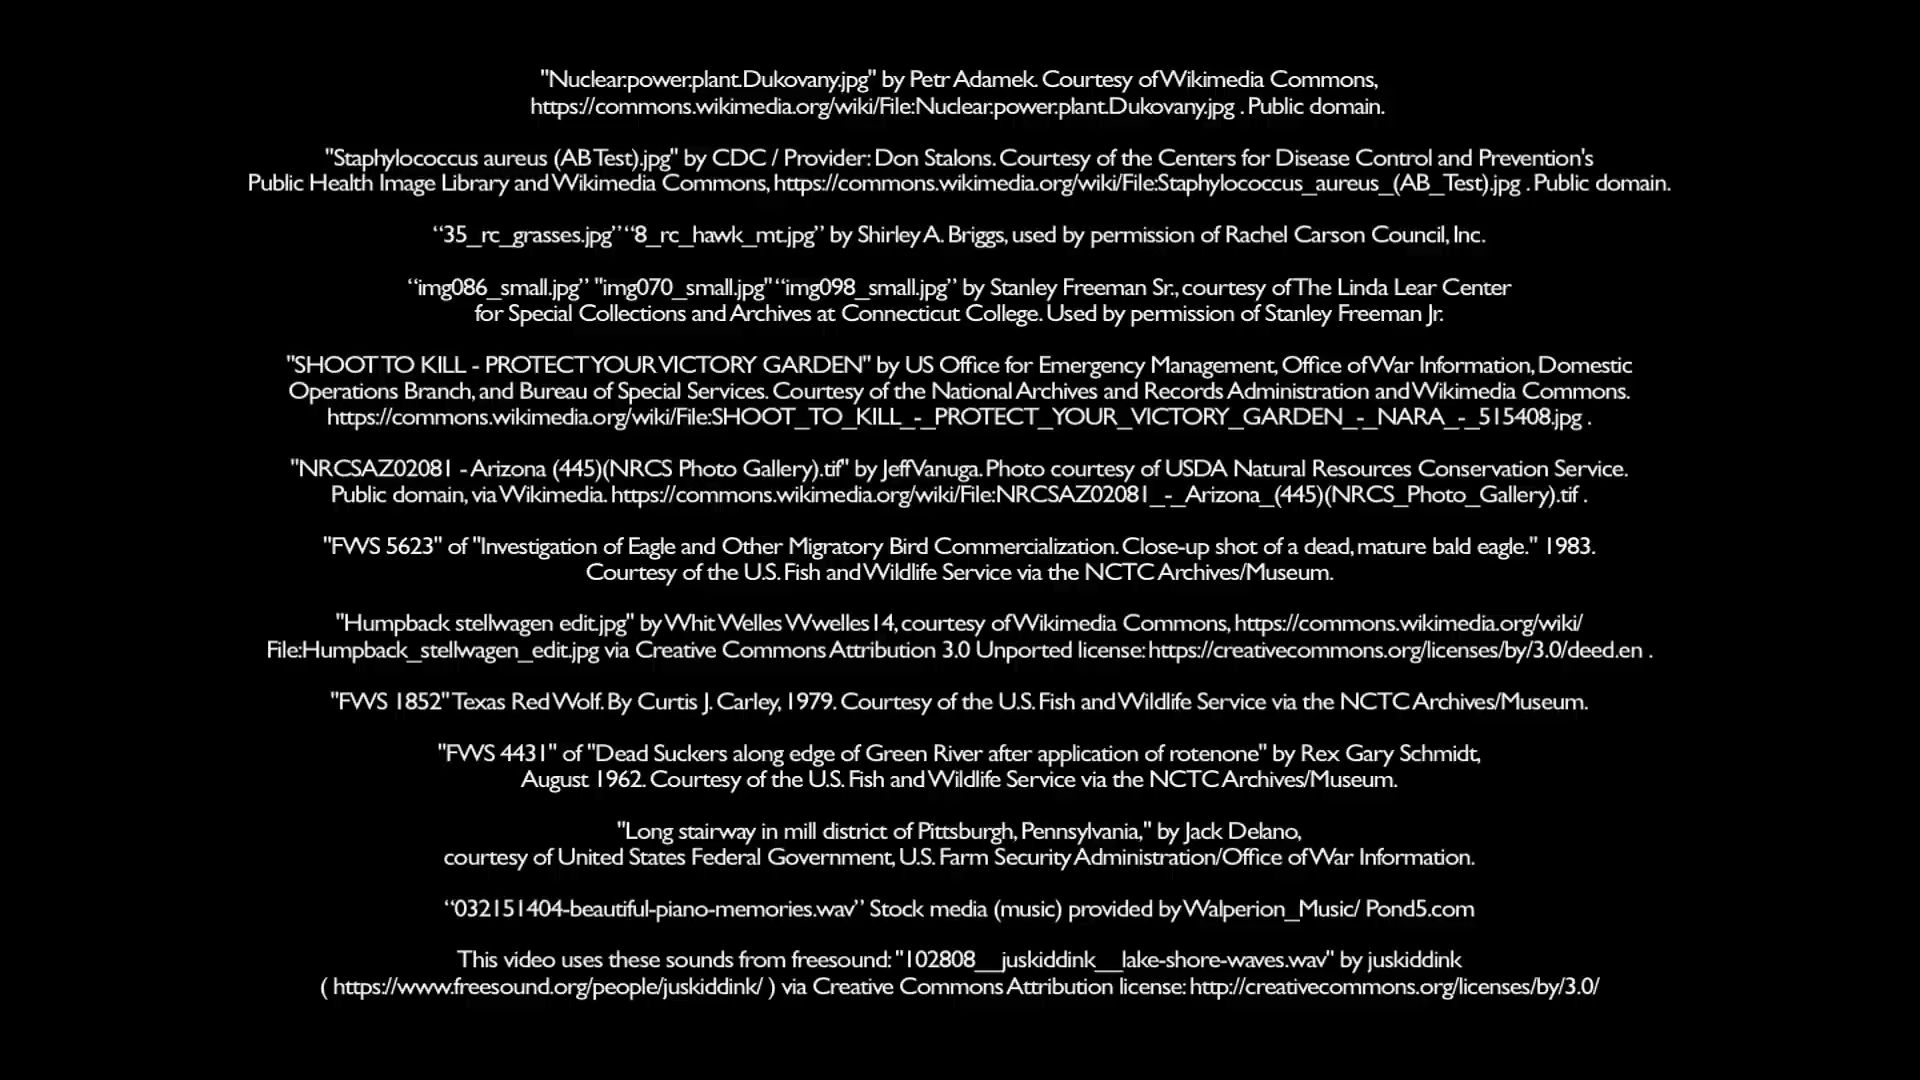 "Nuclear.power.plant.Dukovany.jpg" by Petr Adamek. Courtesy of Wikimedia Commons,
https://commons.wikimedia.org/wiki/File:Nuclear.power.plant.Dukovany.jpg . Public domain.
"Staphylococcus aureus (AB Test).jpg" by CDC / Provider: Don Stalons. Courtesy of the Centers for Disease Control and Prevention's
Public Health Image Library and Wikimedia Commons, https://commons.wikimedia.org/wiki/File:Staphylococcus_aureus_(AB_Test).jpg . Public domain.
“35_rc_grasses.jpg” “8_rc_hawk_mt.jpg” by Shirley A. Briggs, used by permission of Rachel Carson Council, Inc.
“img086_small.jpg” "img070_small.jpg" “img098_small.jpg” by Stanley Freeman Sr., courtesy of The Linda Lear Center
for Special Collections and Archives at Connecticut College. Used by permission of Stanley Freeman Jr.
"SHOOT TO KILL - PROTECT YOUR VICTORY GARDEN" by US Office for Emergency Management, Office of War Information, Domestic
Operations Branch, and Bureau of Special Services. Courtesy of the National Archives and Records Administration and Wikimedia Commons.
https://commons.wikimedia.org/wiki/File:SHOOT_TO_KILL_-_PROTECT_YOUR_VICTORY_GARDEN_-_NARA_-_515408.jpg .
"NRCSAZ02081 - Arizona (445)(NRCS Photo Gallery).tif" by Jeff Vanuga. Photo courtesy of USDA Natural Resources Conservation Service.
Public domain, via Wikimedia. https://commons.wikimedia.org/wiki/File:NRCSAZ02081_-_Arizona_(445)(NRCS_Photo_Gallery).tif .
"FWS 5623" of "Investigation of Eagle and Other Migratory Bird Commercialization. Close-up shot of a dead, mature bald eagle." 1983.
Courtesy of the U.S. Fish and Wildlife Service via the NCTC Archives/Museum.
"Humpback stellwagen edit.jpg" by Whit Welles Wwelles14, courtesy of Wikimedia Commons, https://commons.wikimedia.org/wiki/
File:Humpback_stellwagen_edit.jpg via Creative Commons Attribution 3.0 Unported license: https://creativecommons.org/licenses/by/3.0/deed.en .
"FWS 1852" Texas Red Wolf. By Curtis J. Carley, 1979. Courtesy of the U.S. Fish and Wildlife Service via the NCTC Archives/Museum.
"FWS 4431" of "Dead Suckers along edge of Green River after application of rotenone" by Rex Gary Schmidt,
August 1962. Courtesy of the U.S. Fish and Wildlife Service via the NCTC Archives/Museum.
"Long stairway in mill district of Pittsburgh, Pennsylvania," by Jack Delano,
courtesy of United States Federal Government, U.S. Farm Security Administration/Office of War Information.
“032151404-beautiful-piano-memories.wav” Stock media (music) provided by Walperion_Music/ Pond5.com
This video uses these sounds from freesound: "102808__juskiddink__lake-shore-waves.wav" by juskiddink
( https://www.freesound.org/people/juskiddink/ ) via Creative Commons Attribution license: http://creativecommons.org/licenses/by/3.0/